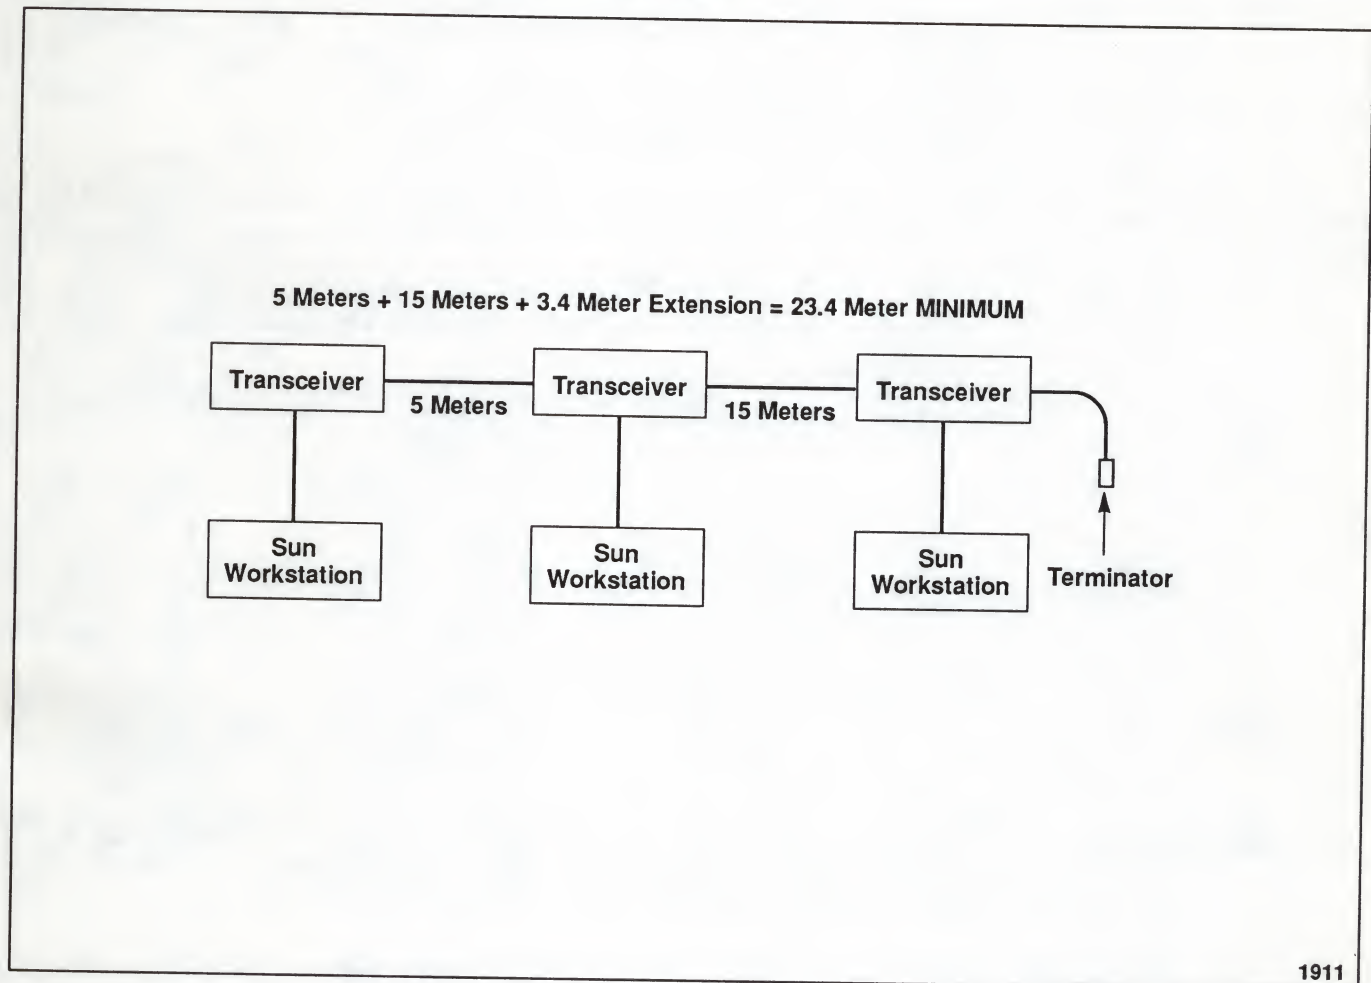 5 Meters + 15 Meters + 3.4 Meter Extension = 23.4 Meter MINIMUM
Transceiver
5 Meters
Transceiver
15 Meters
Transceiver
Sun
Workstation
Sun
Workstation
Sun
Workstation
Terminator
1911